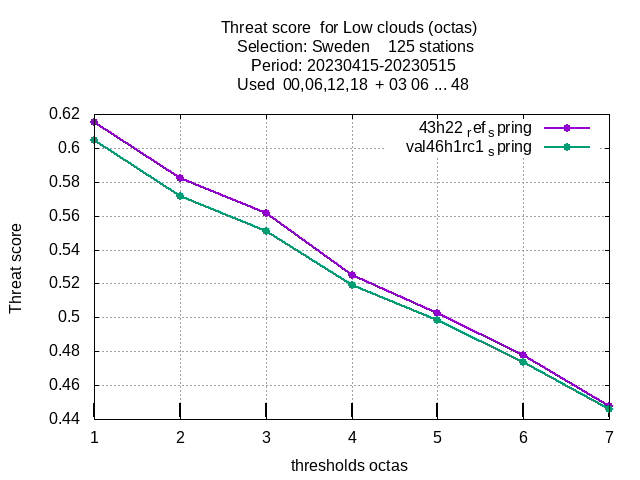 Threat score for Low clouds (octas)
Selection: Sweden 125 stations
Period: 20230415-20230515
Used 00,06,12,18 + 03 06 ... 48
43h22 ref spring
val46h1rc1 spring
0.62
0.6
0.58
0.56
0.54
0.52
0.5
0.48
0.46
0.44
Threat score
1 2 3 4 5 6 7
thresholds octas